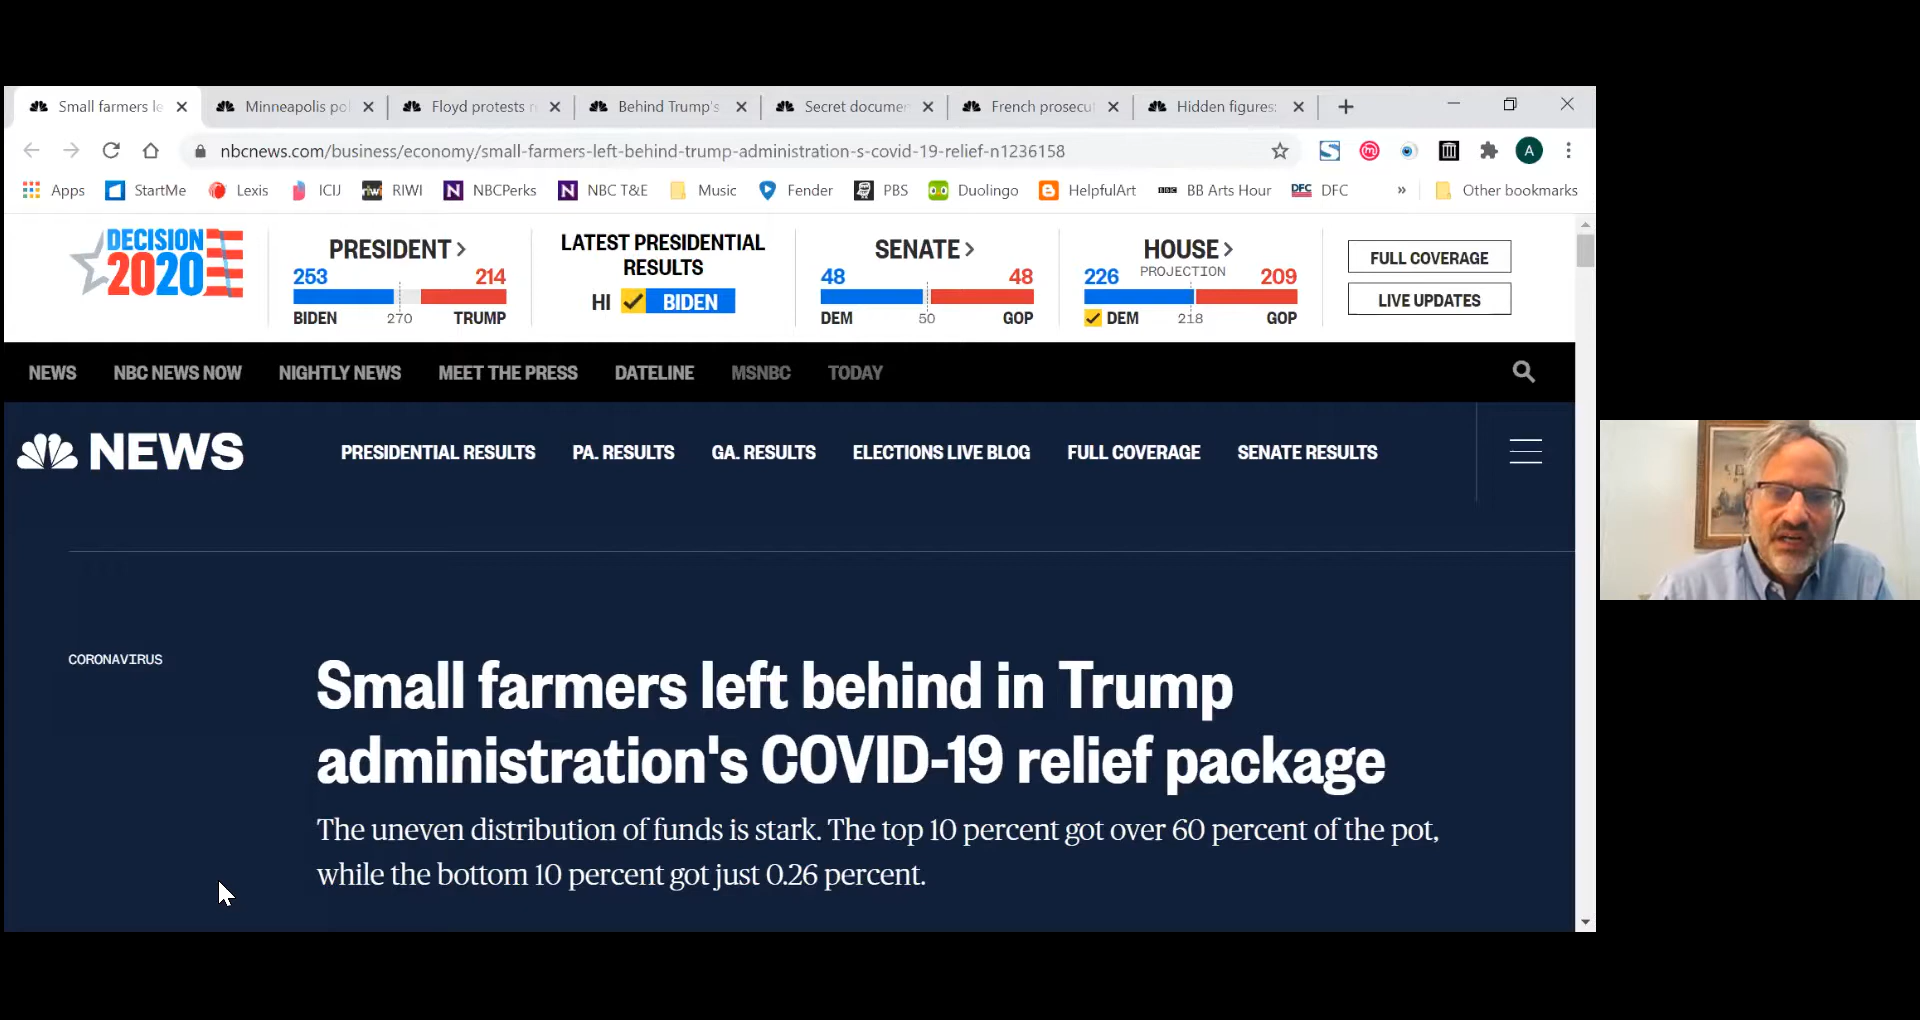 Small farmers le
Minneapolis pol
Floyd protests r
Behind Trump's
Secret documen
French prosecut
Hidden figures:
nbcnews.com/business/economy/small-farmers-left-behind-trump-administration-s-covid-19-relief-n1236158
A
Apps
StartMe
Lexis
ICIJ
riwi
RIWI
N
NBCPerks
N
NBC T&E
Music
Fender
PBS
Duolingo
HelpfulArt
BBC
BB Arts Hour
DFC
DFC
»
Other bookmarks
DECISION
2020
PRESIDENT >
253 214
BIDEN 270 TRUMP
LATEST PRESIDENTIAL
RESULTS
HI BIDEN
SENATE >
48 48
DEM 50 GOP
HOUSE >
PROJECTION
226 209
DEM 218 GOP
FULL COVERAGE
LIVE UPDATES
NEWS NBC NEWS NOW NIGHTLY NEWS MEET THE PRESS DATELINE MSNBC TODAY
NEWS
PRESIDENTIAL RESULTS PA. RESULTS GA. RESULTS ELECTIONS LIVE BLOG FULL COVERAGE SENATE RESULTS
CORONAVIRUS
Small farmers left behind in Trump
administration's COVID-19 relief package
The uneven distribution of funds is stark. The top 10 percent got over 60 percent of the pot,
while the bottom 10 percent got just 0.26 percent.